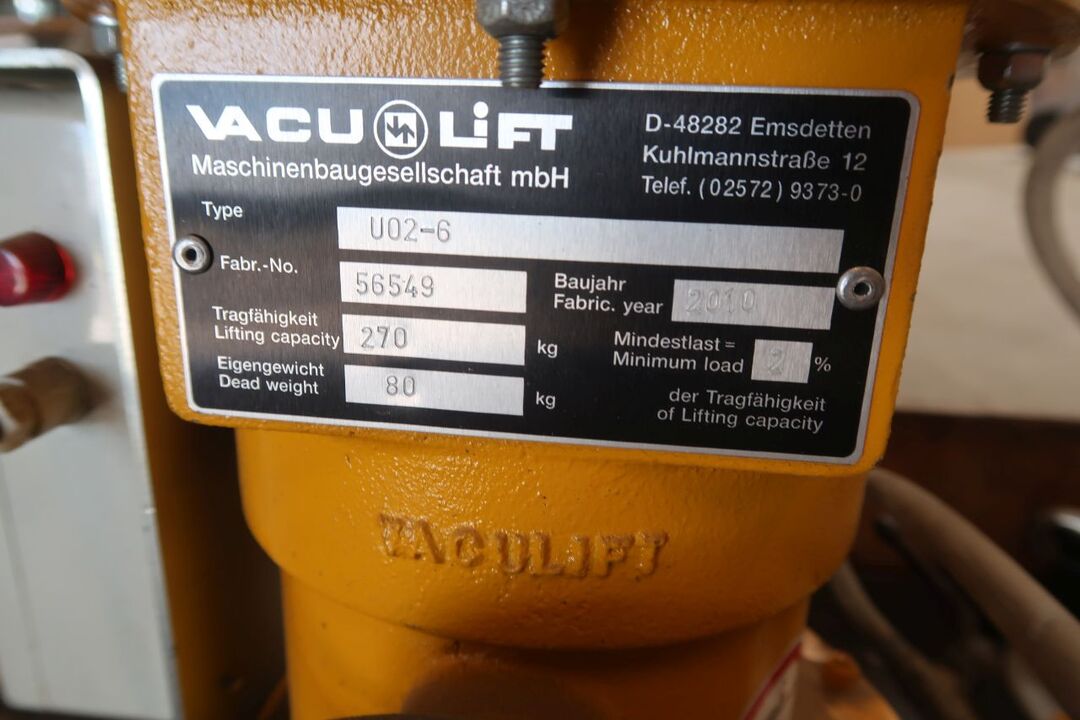 VACU LiFT
Maschinenbaugesellschaft mbH
D-48282 Emsdetten
Kuhlmannstraße 12
Telef. (02572) 9373-0
Type U02-6
Fabr.-No. 56549
Baujahr
Fabric. year 2010
Tragfähigkeit
Lifting capacity 270 kg
Mindestlast =
Minimum load 2 %
der Tragfähigkeit
of Lifting capacity
Eigengewicht
Dead weight 80 kg
VACULIFT